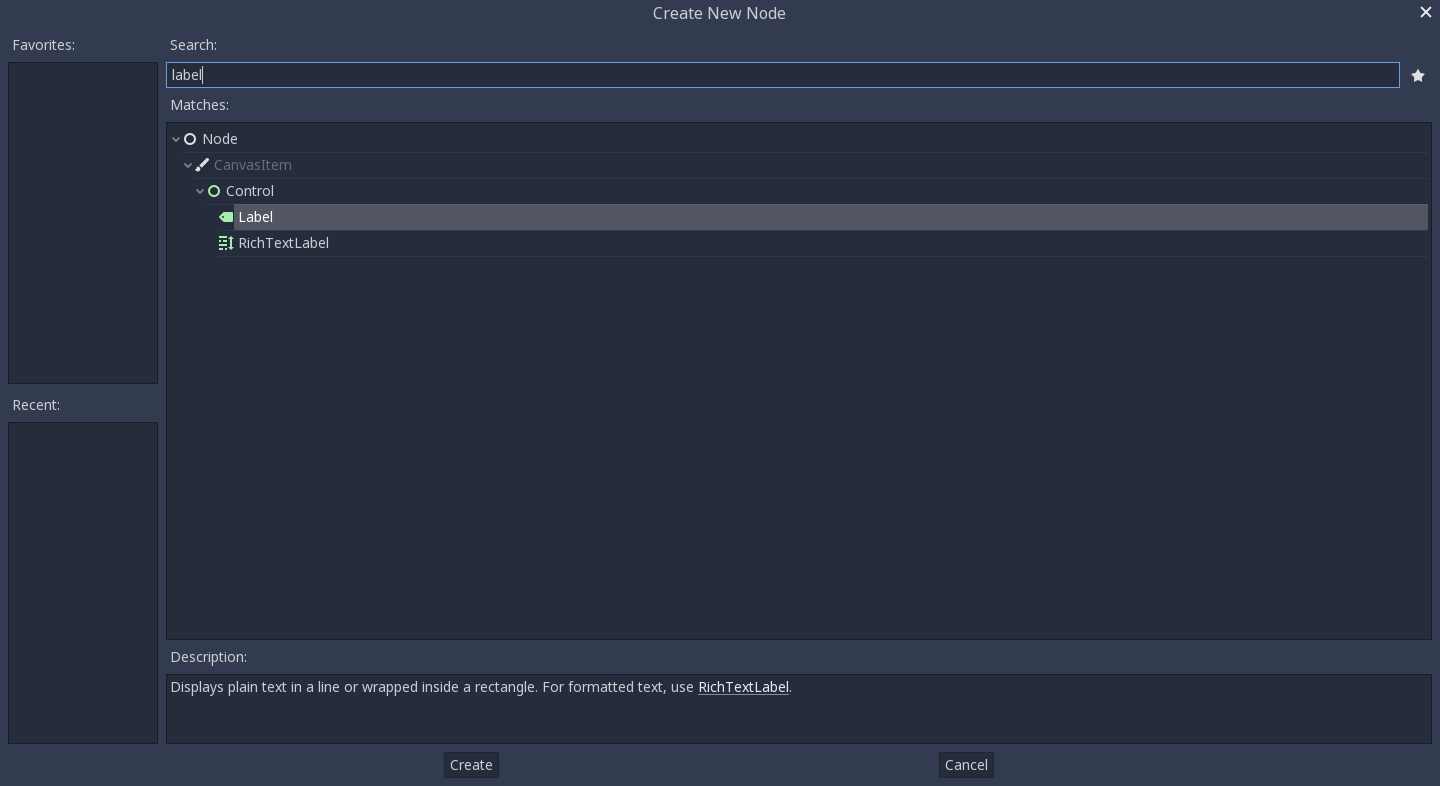 Create New Node
Favorites:
Search:
label
Matches:
Node
CanvasItem
Control
Label
RichTextLabel
Recent:
Description:
Displays plain text in a line or wrapped inside a rectangle. For formatted text, use RichTextLabel.
Create
Cancel